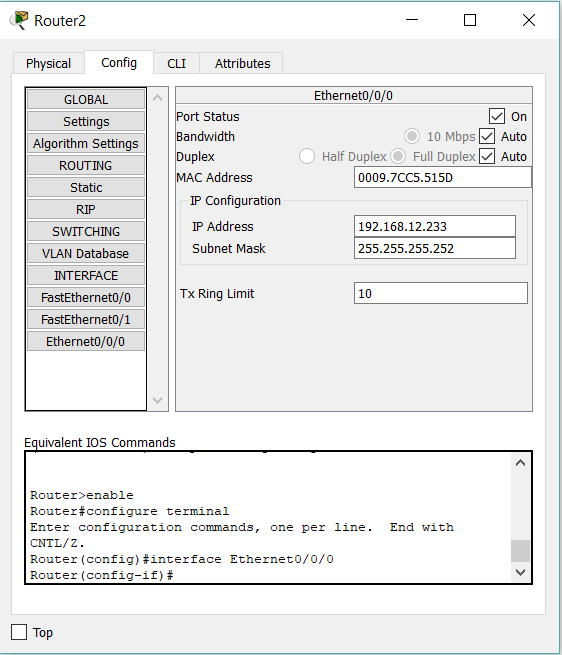 Router2
Physical Config CLI Attributes
GLOBAL
Settings
Algorithm Settings
ROUTING
Static
RIP
SWITCHING
VLAN Database
INTERFACE
FastEthernet0/0
FastEthernet0/1
Ethernet0/0/0
Ethernet0/0/0
Port Status On
Bandwidth 10 Mbps Auto
Duplex Half Duplex Full Duplex Auto
MAC Address 0009.7CC5.515D
IP Configuration
IP Address 192.168.12.233
Subnet Mask 255.255.255.252
Tx Ring Limit 10
Equivalent IOS Commands
Router>enable
Router#configure terminal
Enter configuration commands, one per line.  End with
CNTL/Z.
Router(config)#interface Ethernet0/0/0
Router(config-if)#
Top